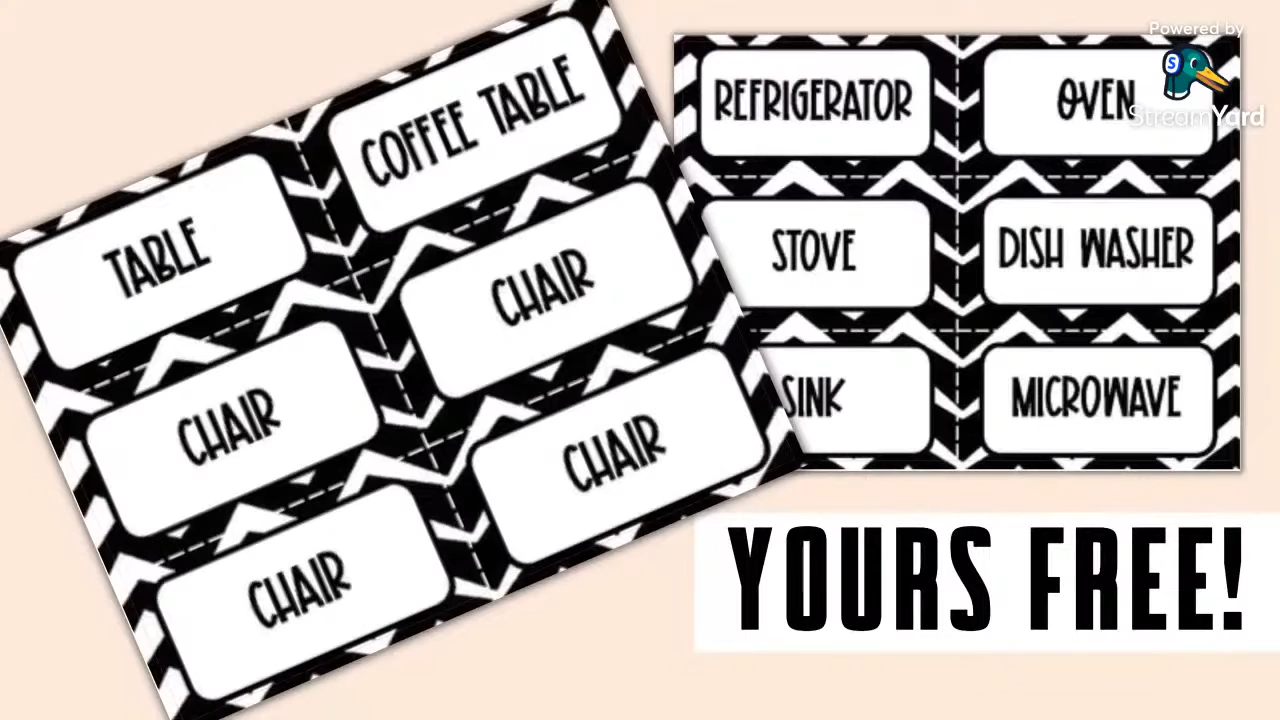 COFFEE TABLE
TABLE
CHAIR
CHAIR
CHAIR
CHAIR
REFRIGERATOR
OVEN
STOVE
DISH WASHER
SINK
MICROWAVE
YOURS FREE!
Powered by
S
StreamYard